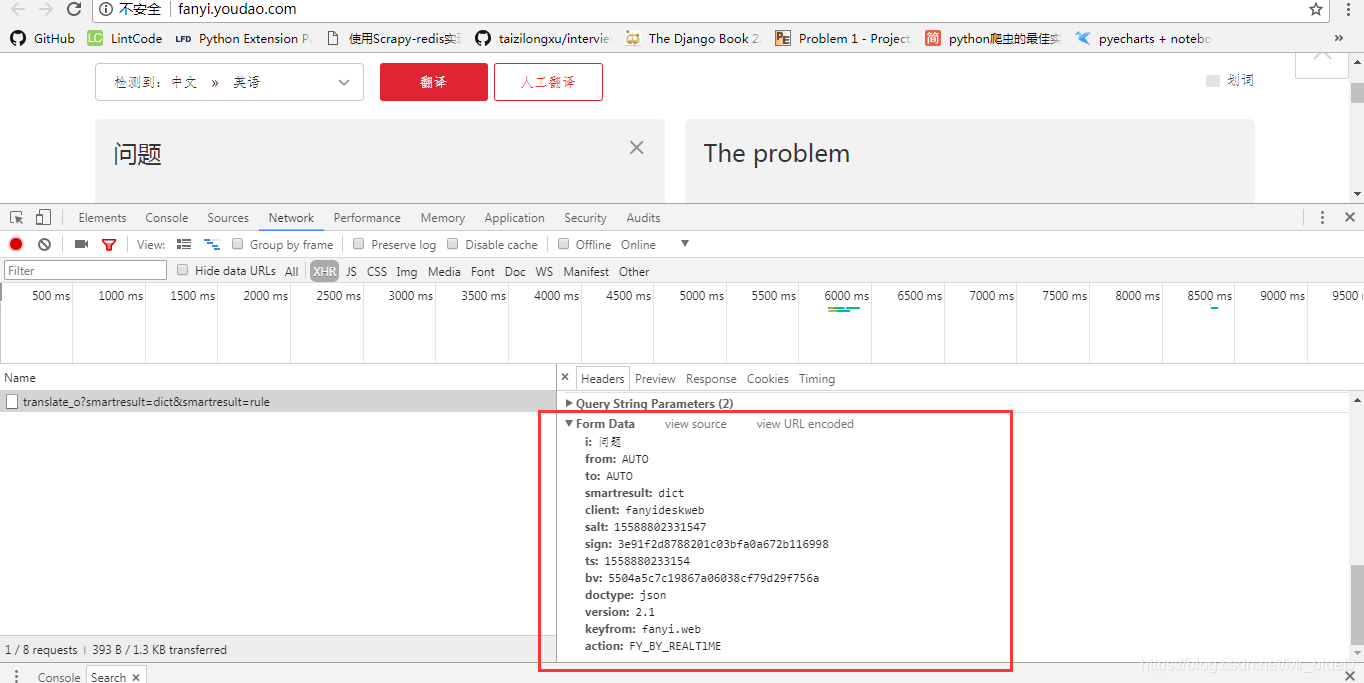 不安全 | fanyi.youdao.com
GitHub LintCode Python Extension P 使用Scrapy-redis实现 taizilongxu/intervie The Django Book 2. Problem 1 - Project python爬虫的最佳实 pyecharts + notebo »
检测到：中文 » 英语 翻译 人工翻译 划词
问题 The problem
Elements Console Sources Network Performance Memory Application Security Audits
View: Group by frame Preserve log Disable cache Offline Online
Filter Hide data URLs All XHR JS CSS Img Media Font Doc WS Manifest Other
500 ms 1000 ms 1500 ms 2000 ms 2500 ms 3000 ms 3500 ms 4000 ms 4500 ms 5000 ms 5500 ms 6000 ms 6500 ms 7000 ms 7500 ms 8000 ms 8500 ms 9000 ms 9500
Name Headers Preview Response Cookies Timing
translate_o?smartresult=dict&smartresult=rule
Query String Parameters (2)
Form Data view source view URL encoded
i: 问题
from: AUTO
to: AUTO
smartresult: dict
client: fanyideskweb
salt: 15588802331547
sign: 3e91f2d8788201c03bfa0a672b116998
ts: 1558880233154
bv: 5504a5c7c19867a06038cf79d29f756a
doctype: json
version: 2.1
keyfrom: fanyi.web
action: FY_BY_REALTlME
1 / 8 requests | 393 B / 1.3 KB transferred
Console Search
https://blog.csdn.net/Mr_blueD